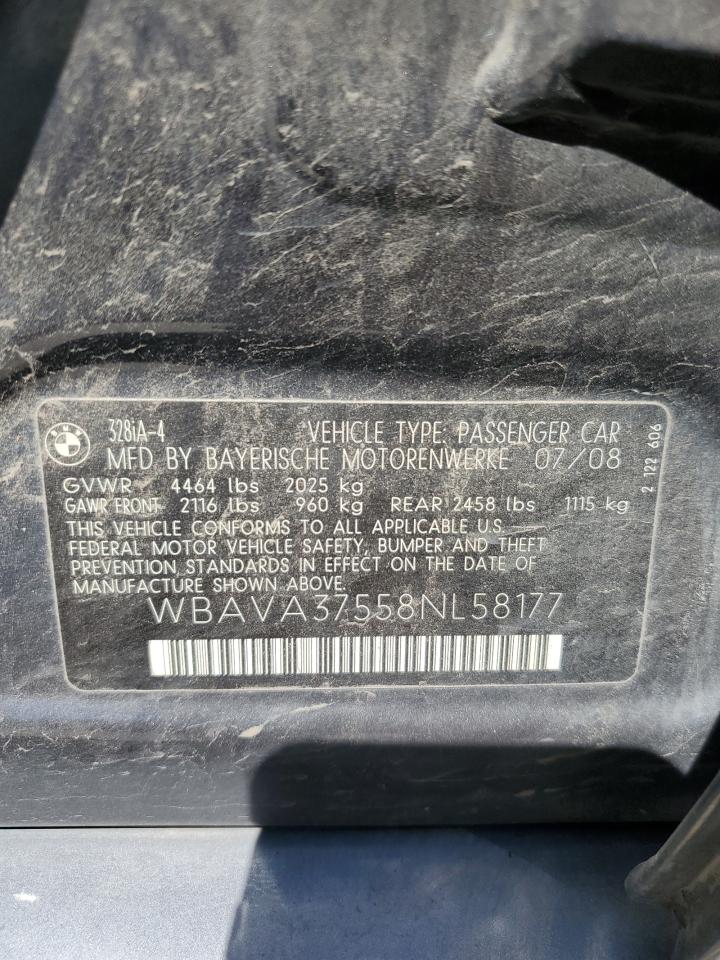 328iA-4 VEHICLE TYPE: PASSENGER CAR
MFD BY BAYERISCHE MOTORENWERKE 07/08
GVWR 4464 lbs 2025 kg
GAWR FRONT 2116 lbs 960 kg REAR 2458 lbs 1115 kg
THIS VEHICLE CONFORMS TO ALL APPLICABLE U.S.
FEDERAL MOTOR VEHICLE SAFETY, BUMPER AND THEFT
PREVENTION STANDARDS IN EFFECT ON THE DATE OF
MANUFACTURE SHOWN ABOVE.
WBAVA37558NL58177
2 122 606